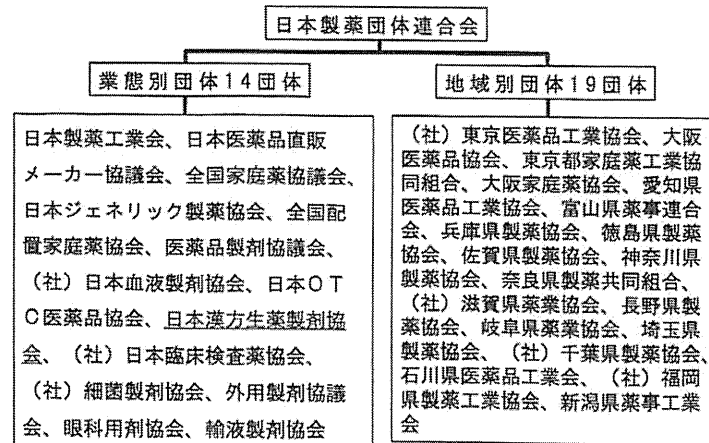 日本製薬団体連合会
業態別団体14団体
地域別団体19団体
日本製薬工業会、日本医薬品直販
メーカー協議会、全国家庭薬協議会、
日本ジェネリック製薬協会、全国配
置家庭薬協会、医薬品製剤協議会、
(社)日本血液製剤協会、日本OT
C医薬品協会、日本漢方生薬製剤協
会、(社)日本臨床検査薬協会、
(社)細菌製剤協会、外用製剤協議
会、眼科用剤協会、輸液製剤協会
(社)東京医薬品工業協会、大阪
医薬品協会、東京都家庭薬工業協
同組合、大阪家庭薬協会、愛知県
医薬品工業協会、富山県薬事連合
会、兵庫県製薬協会、徳島県製薬
協会、佐賀県製薬協会、神奈川県
製薬協会、奈良県製薬共同組合、
(社)滋賀県薬業協会、長野県製
薬協会、岐阜県薬業協会、埼玉県
製薬協会、(社)千葉県製薬協会、
石川県医薬品工業会、(社)福岡
県製薬工業協会、新潟県薬事工業
会